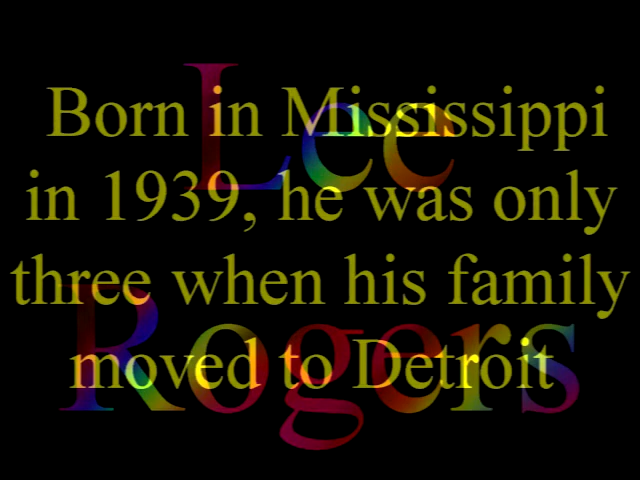 Lee
Rogers
Born in Mississippi
in 1939, he was only
three when his family
moved to Detroit